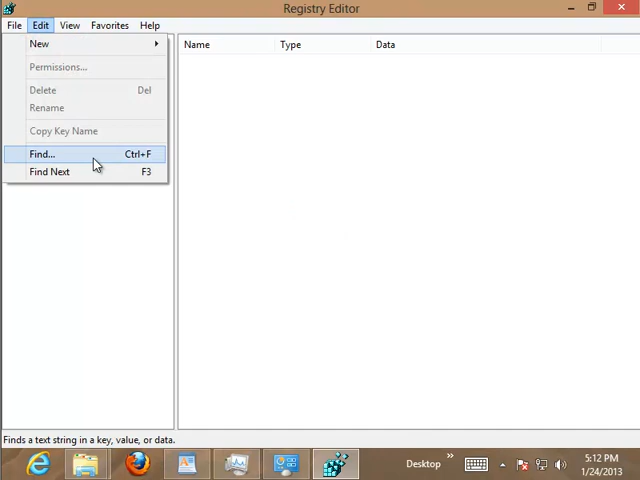 Registry Editor
File Edit View Favorites Help
New
Permissions...
Delete Del
Rename
Copy Key Name
Find... Ctrl+F
Find Next F3
Name Type Data
Finds a text string in a key, value, or data.
Desktop
5:12 PM
1/24/2013